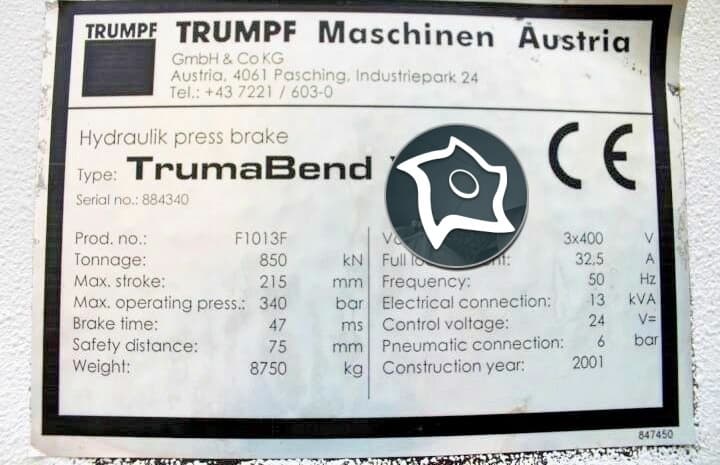 TRUMPF
TRUMPF Maschinen Austria
GmbH & Co KG
Austria, 4061 Pasching, Industriepark 24
Tel.: +43 7221 / 603-0
Hydraulik press brake
Type: TrumaBend
Serial no.: 884340
Prod. no.: F1013F
Tonnage: 850 kN
Max. stroke: 215 mm
Max. operating press.: 340 bar
Brake time: 47 ms
Safety distance: 75 mm
Weight: 8750 kg
CE
3x400 V
Full 32,5 A
Frequency: 50 Hz
Electrical connection: 13 kVA
Control voltage: 24 V=
Pneumatic connection: 6 bar
Construction year: 2001
847450